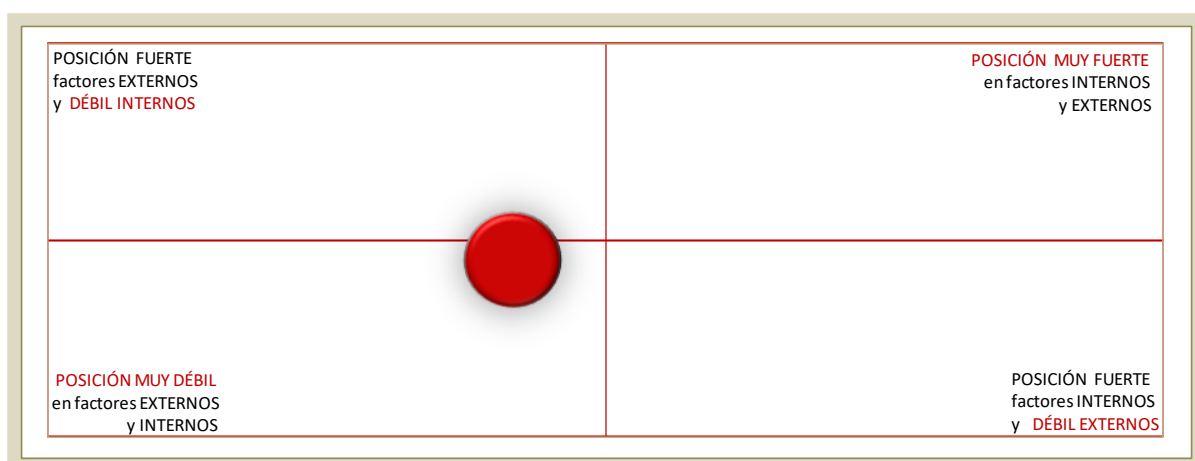 POSICIÓN FUERTE
factores EXTERNOS
y DÉBIL INTERNOS
POSICIÓN MUY FUERTE
en factores INTERNOS
y EXTERNOS
POSICIÓN MUY DÉBIL
en factores EXTERNOS
y INTERNOS
POSICIÓN FUERTE
factores INTERNOS
y DÉBIL EXTERNOS